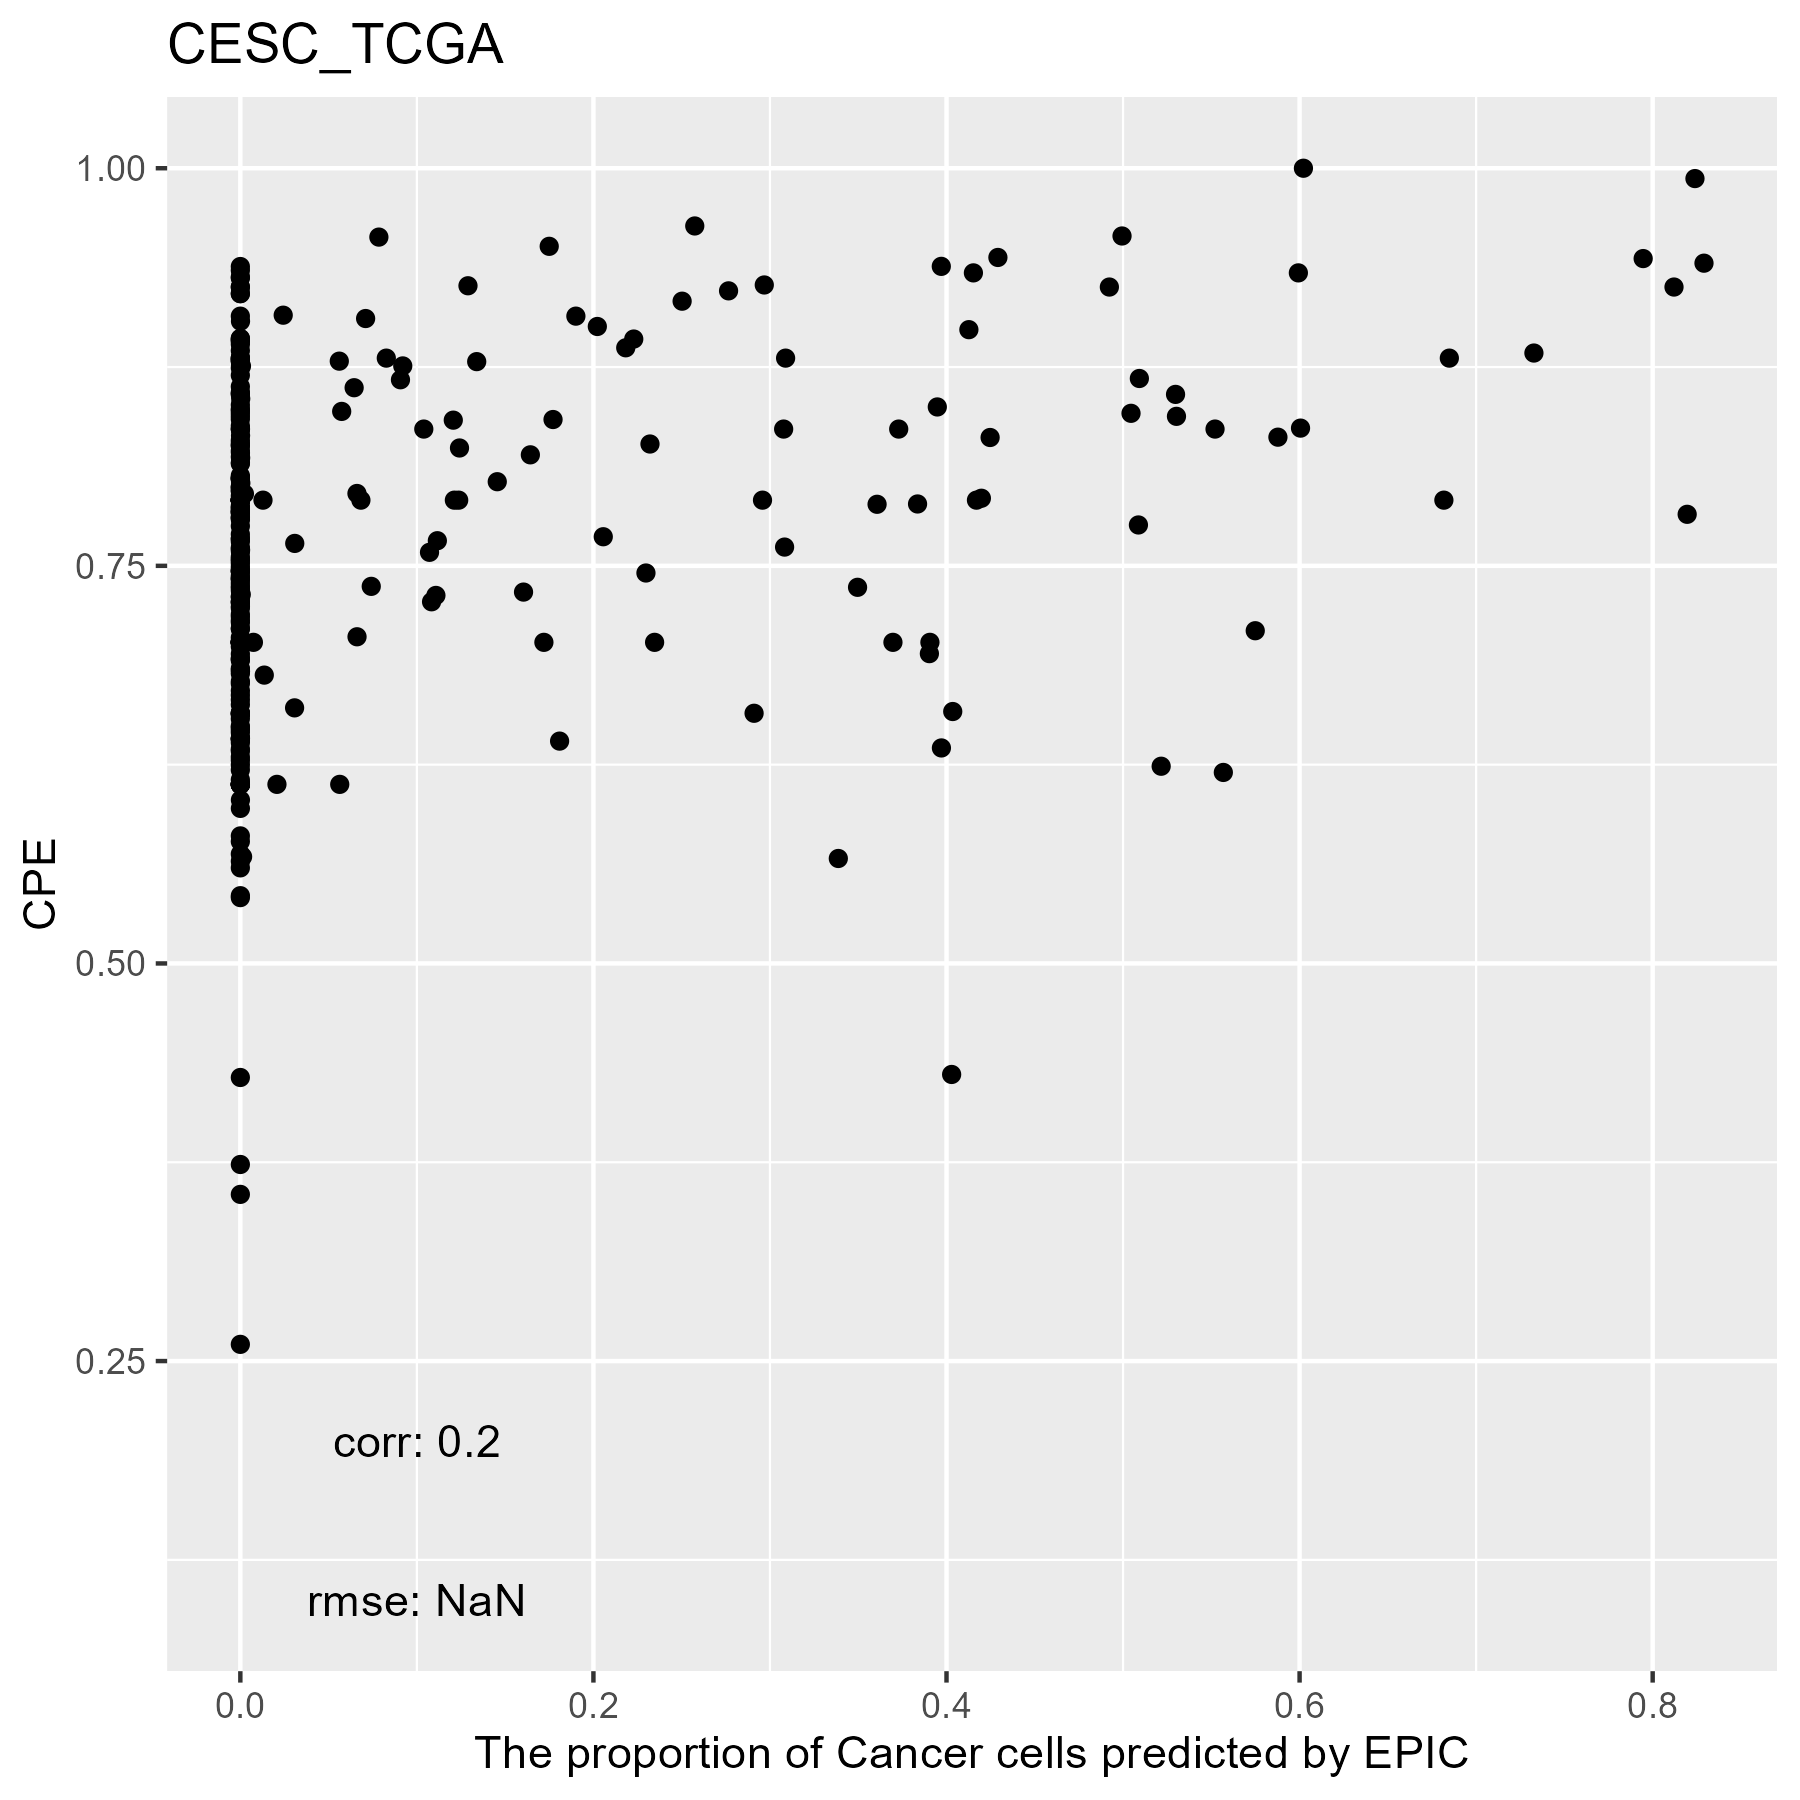 CESC_TCGA
1.00
0.75
0.50
0.25
CPE
corr: 0.2
rmse: NaN
0.0 0.2 0.4 0.6 0.8
The proportion of Cancer cells predicted by EPIC